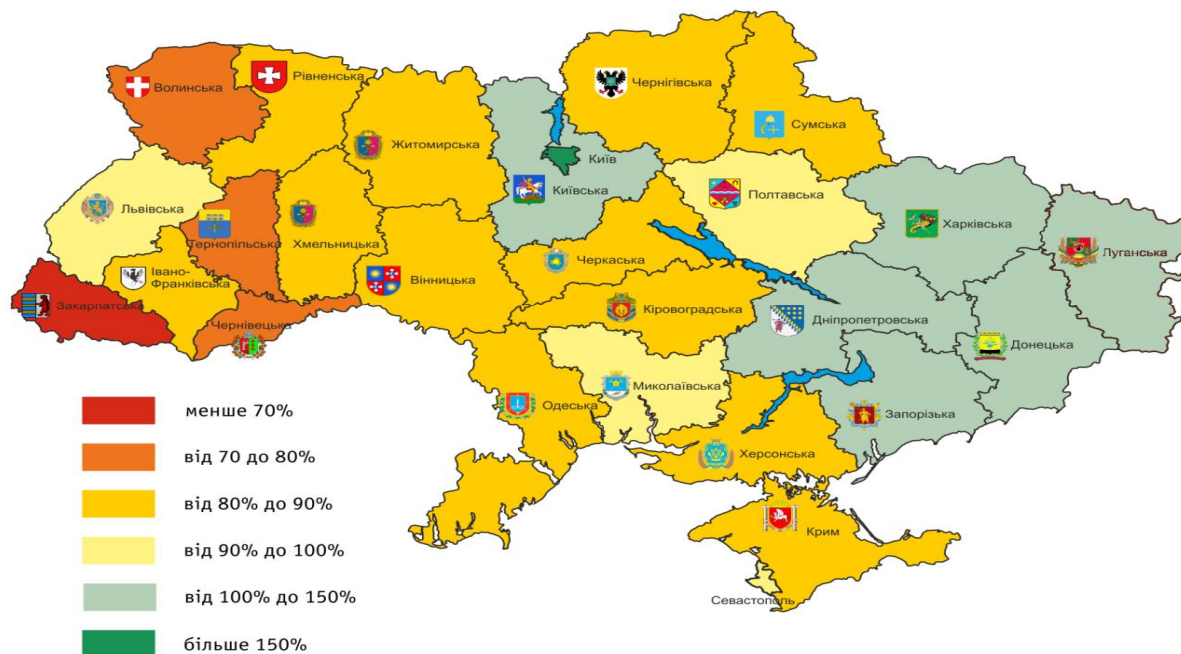 Волинська
Рівненська
Чернігівська
Сумська
Житомирська
Київ
Київська
Полтавська
Львівська
Тернопільська
Хмельницька
Харківська
Луганська
Івано-
Франківська
Вінницька
Черкаська
Закарпатська
Кіровоградська
Чернівецька
Дніпропетровська
Донецька
Миколаївська
Одеська
Запорізька
Херсонська
Крим
Севастополь
менше 70%
від 70 до 80%
від 80% до 90%
від 90% до 100%
від 100% до 150%
більше 150%